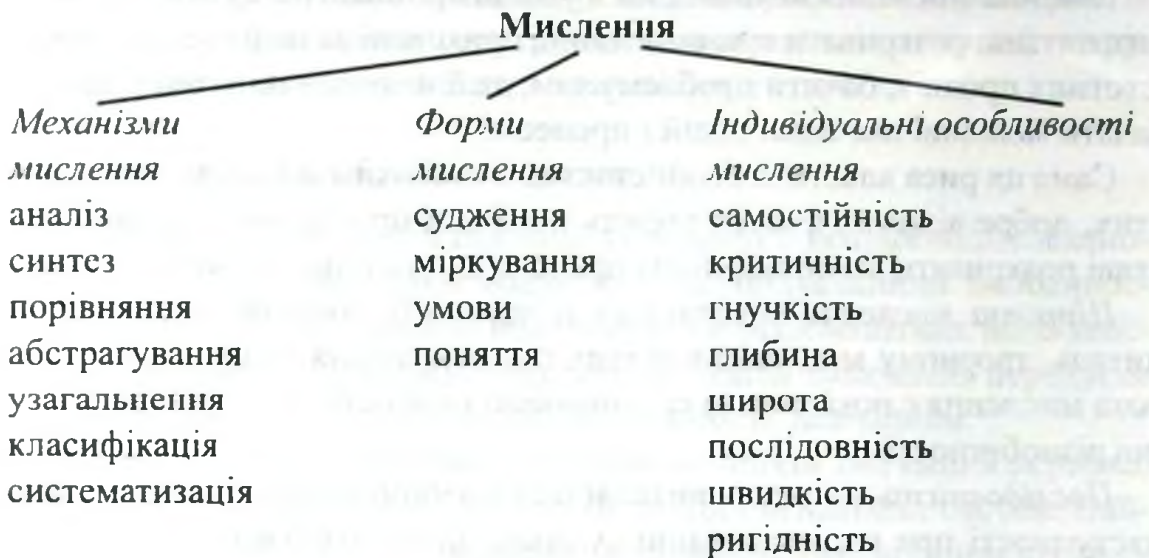 Мислення
Механізми Форми Індивідуальні особливості
мислення мислення мислення
аналіз судження самостійність
синтез міркування критичність
порівняння умови гнучкість
абстрагування поняття глибина
узагальнення широта
класифікація послідовність
систематизація швидкість
ригідність